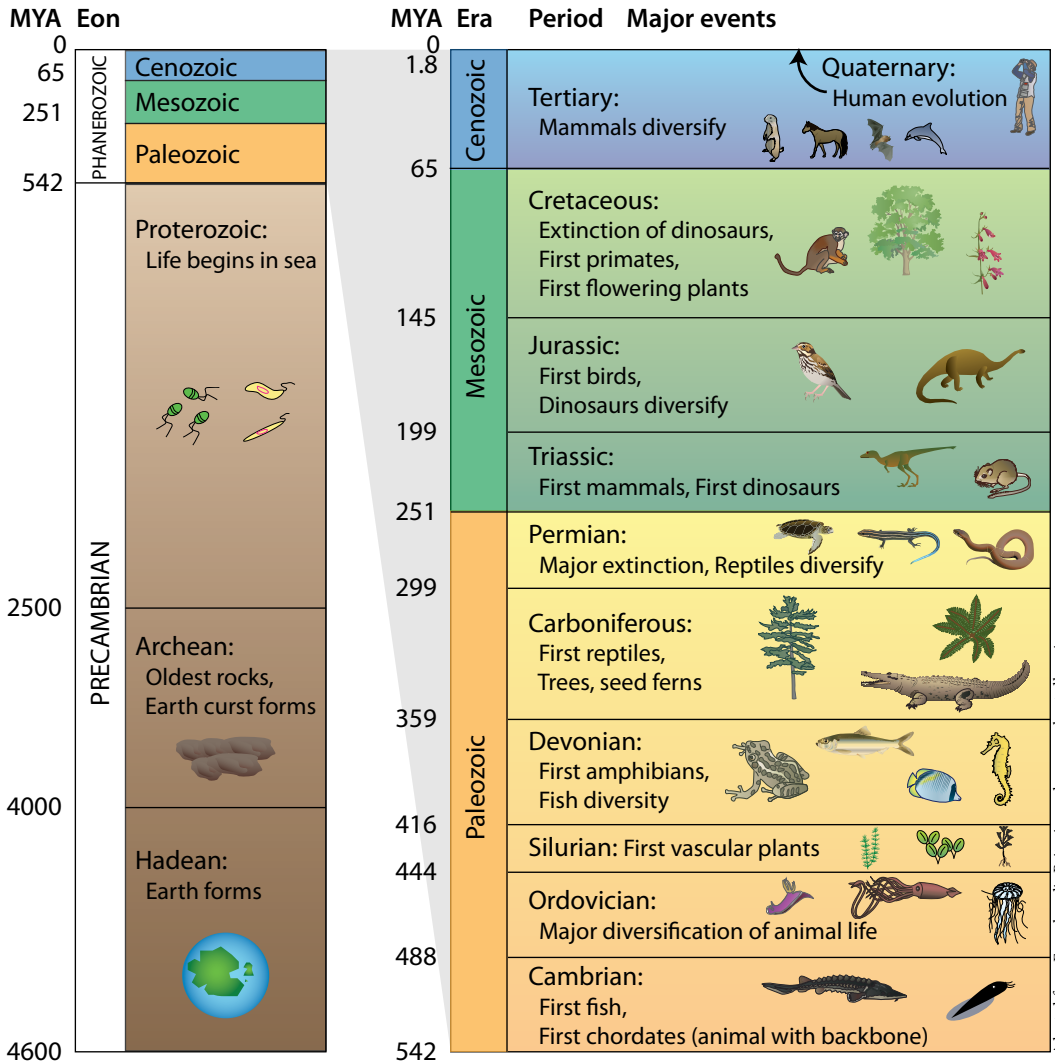 MYA Eon
0
65
251
542
2500
4000
4600
PHANEROZOIC
PRECAMBRIAN
Cenozoic
Mesozoic
Paleozoic
Proterozoic:
Life begins in sea
Archean:
Oldest rocks,
Earth curst forms
Hadean:
Earth forms
MYA Era Period Major events
0
1.8
65
145
199
251
299
359
416
444
488
542
Cenozoic
Mesozoic
Paleozoic
Quaternary:
Human evolution
Tertiary:
Mammals diversify
Cretaceous:
Extinction of dinosaurs,
First primates,
First flowering plants
Jurassic:
First birds,
Dinosaurs diversify
Triassic:
First mammals, First dinosaurs
Permian:
Major extinction, Reptiles diversify
Carboniferous:
First reptiles,
Trees, seed ferns
Devonian:
First amphibians,
Fish diversity
Silurian: First vascular plants
Ordovician:
Major diversification of animal life
Cambrian:
First fish,
First chordates (animal with backbone)